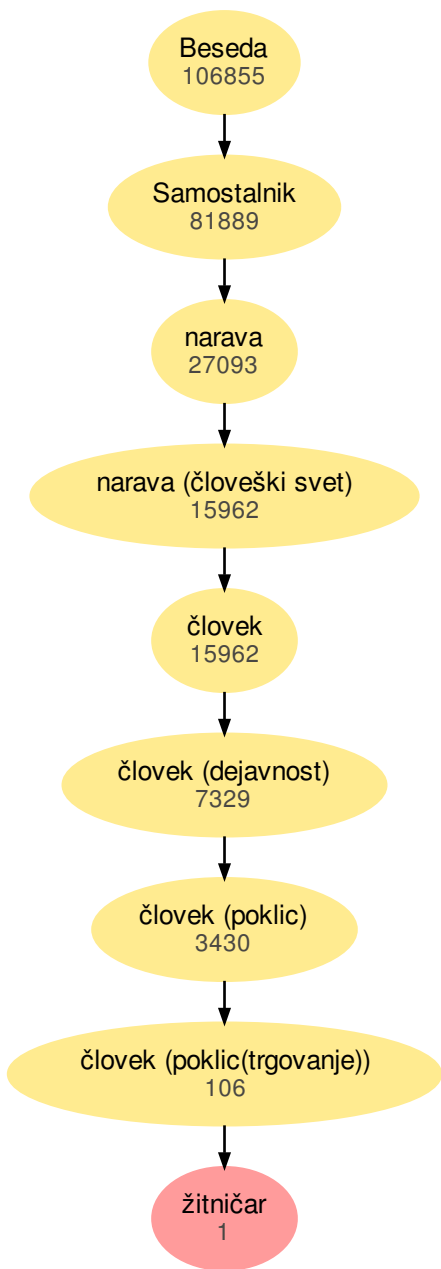 Beseda
106855
Samostalnik
81889
narava
27093
narava (človeški svet)
15962
človek
15962
človek (dejavnost)
7329
človek (poklic)
3430
človek (poklic(trgovanje))
106
žitničar
1